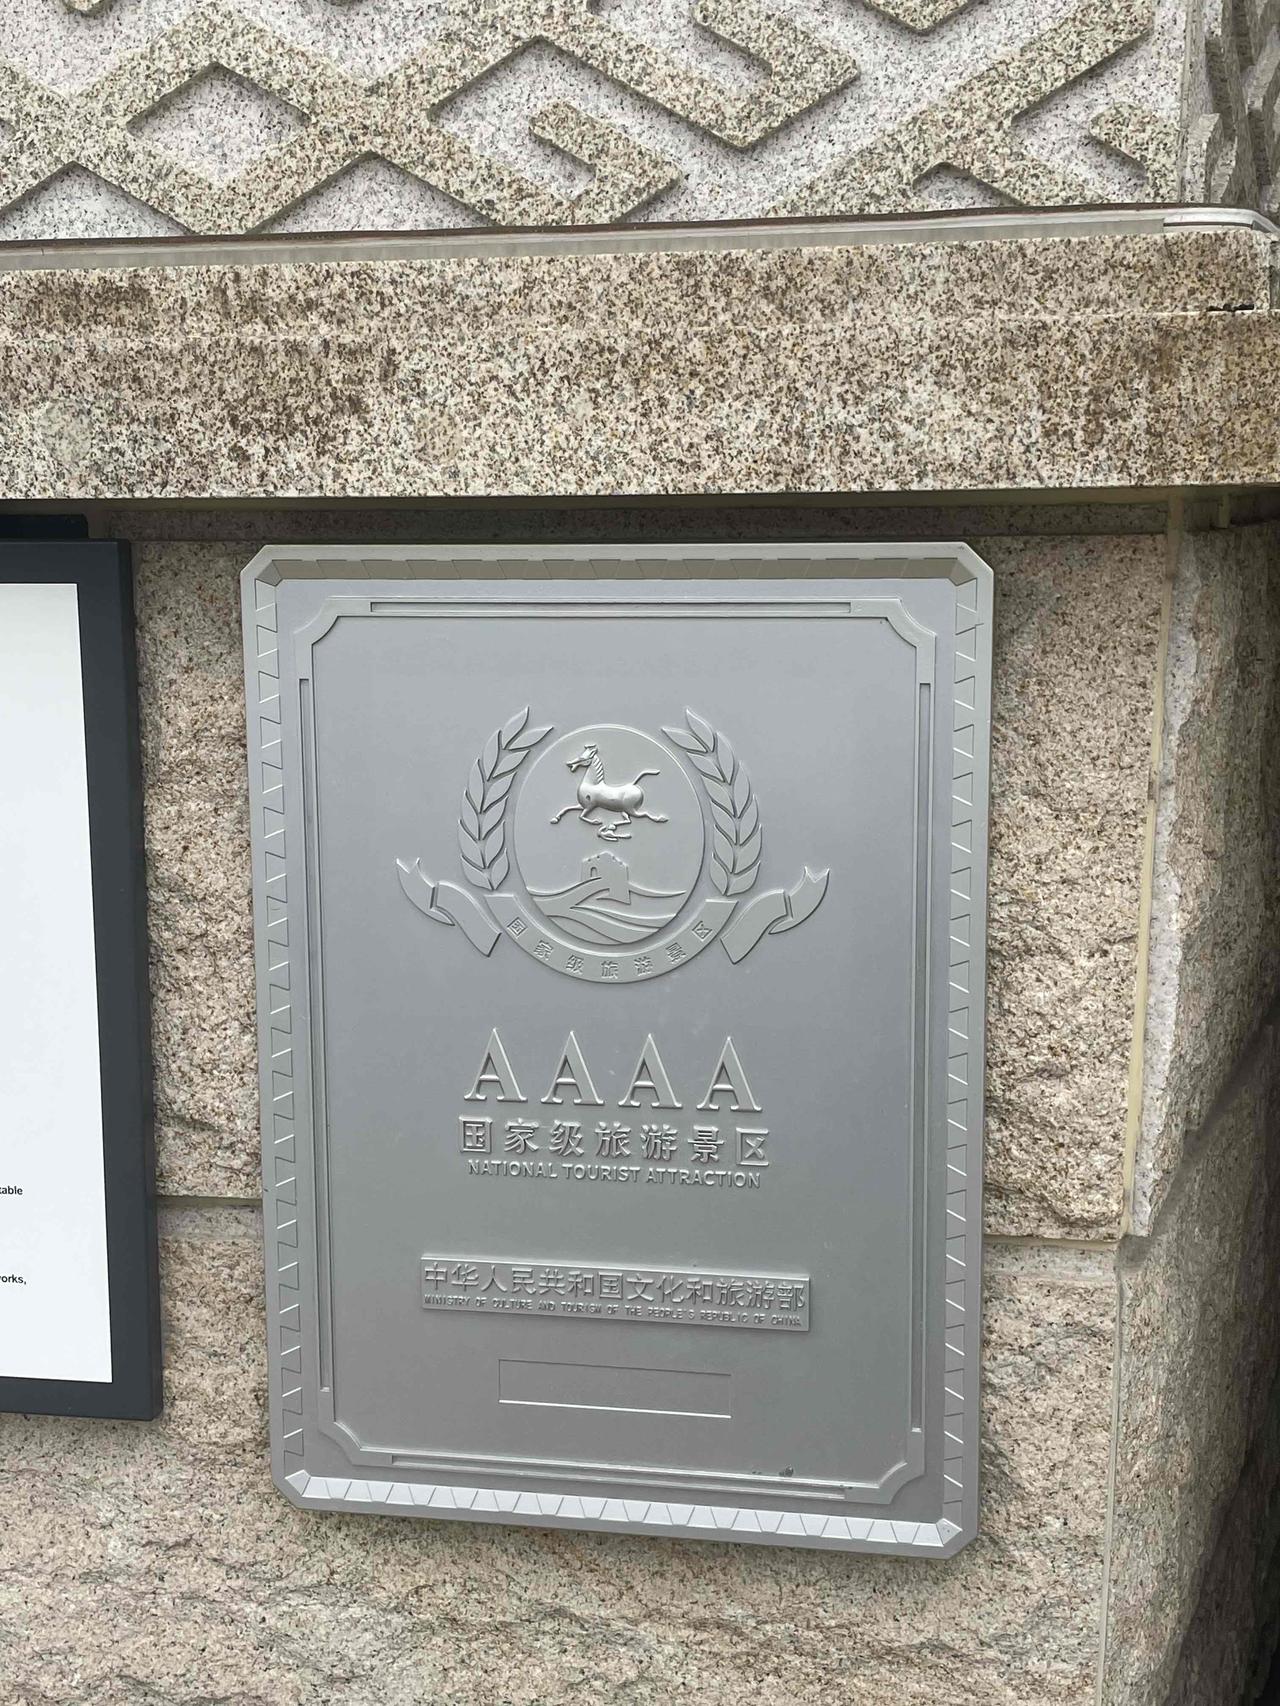 table
works,
国家级旅游景区
AAAA
国家级旅游景区
NATIONAL TOURIST ATTRACTION
中华人民共和国文化和旅游部
MINISTRY OF CULTURE AND TOURISM OF THE PEOPLE'S REPUBLIC OF CHINA